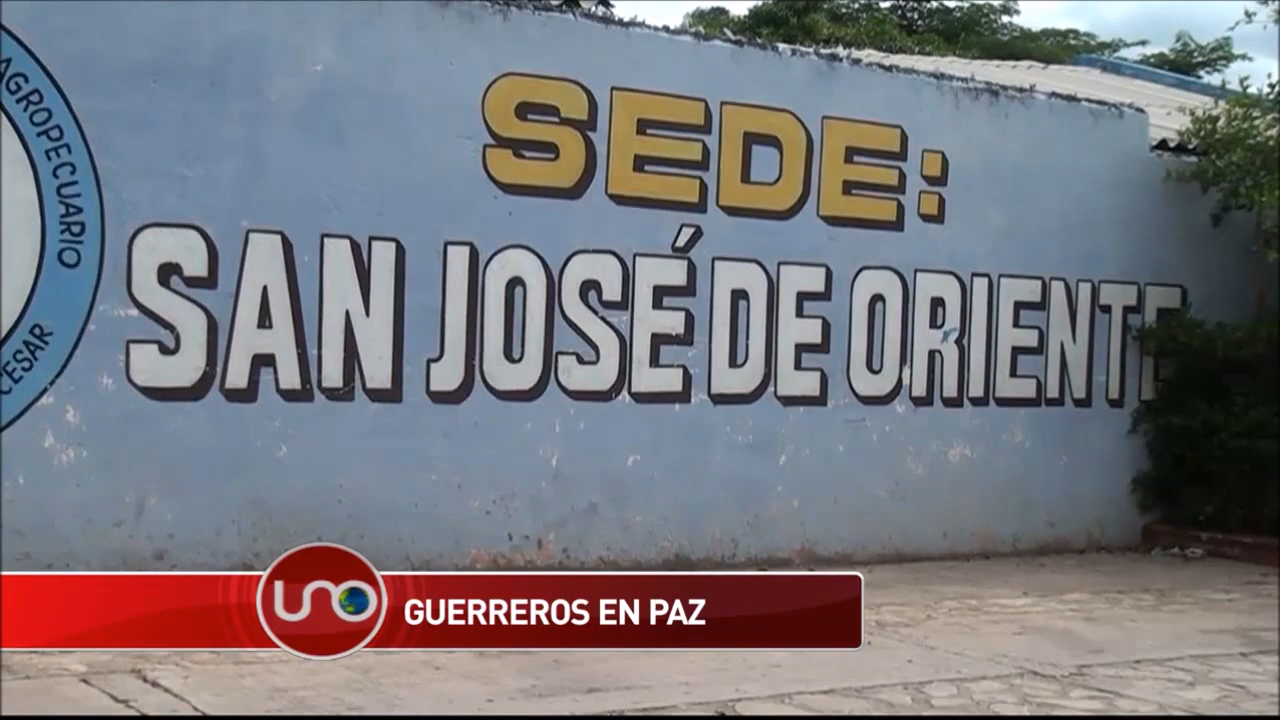 AGROPECUARIO
CESAR
SEDE:
SAN JOSÉ DE ORIENTE
UNO
GUERREROS EN PAZ